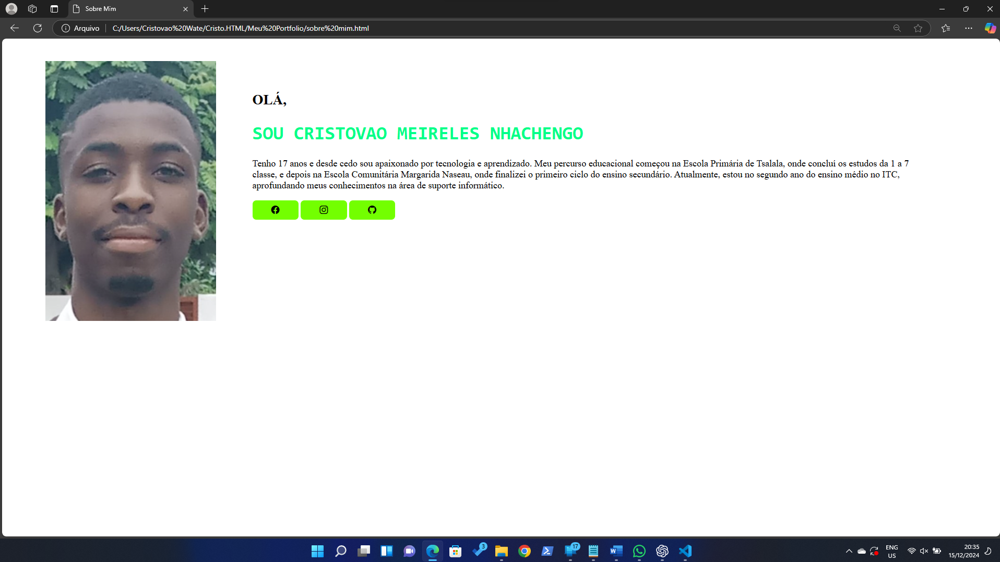 Sobre Mim
Arquivo
C:/Users/Cristovao%20Wate/Cristo.HTML/Meu%20Portfolio/sobre%20mim.html
OLÁ,
SOU CRISTOVAO MEIRELES NHACHENGO
Tenho 17 anos e desde cedo sou apaixonado por tecnologia e aprendizado. Meu percurso educacional começou na Escola Primária de Tsalala, onde concluí os estudos da 1 a 7
classe, e depois na Escola Comunitária Margarida Naseau, onde finalizei o primeiro ciclo do ensino secundário. Atualmente, estou no segundo ano do ensino médio no ITC,
aprofundando meus conhecimentos na área de suporte informático.
3
17
W
ENG
US
20:35
15/12/2024